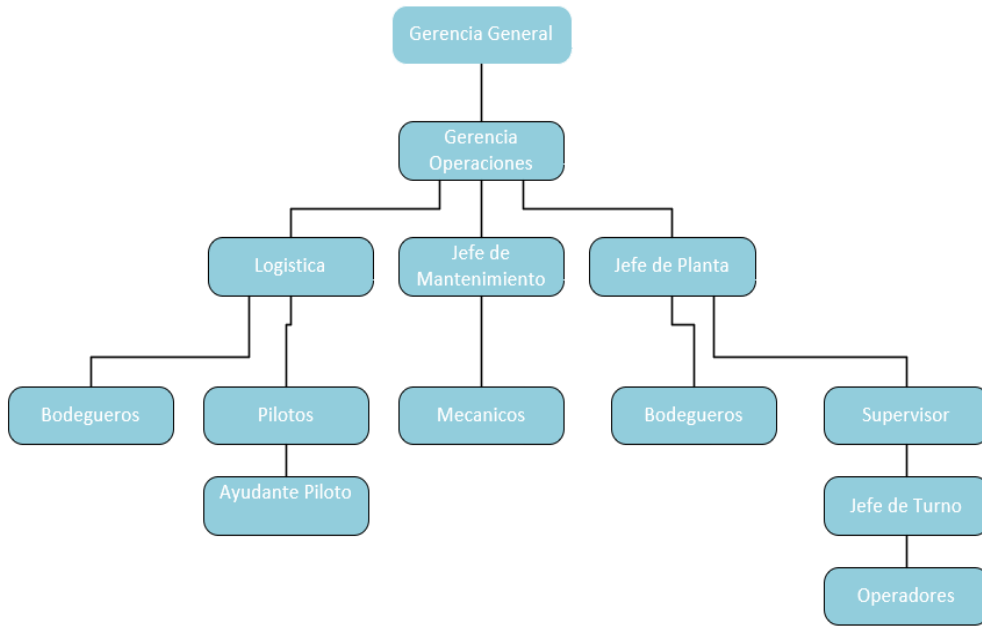 Gerencia General
Gerencia
Operaciones
Logistica
Jefe de
Mantenimiento
Jefe de Planta
Bodegueros
Pilotos
Mecanicos
Bodegueros
Supervisor
Ayudante Piloto
Jefe de Turno
Operadores